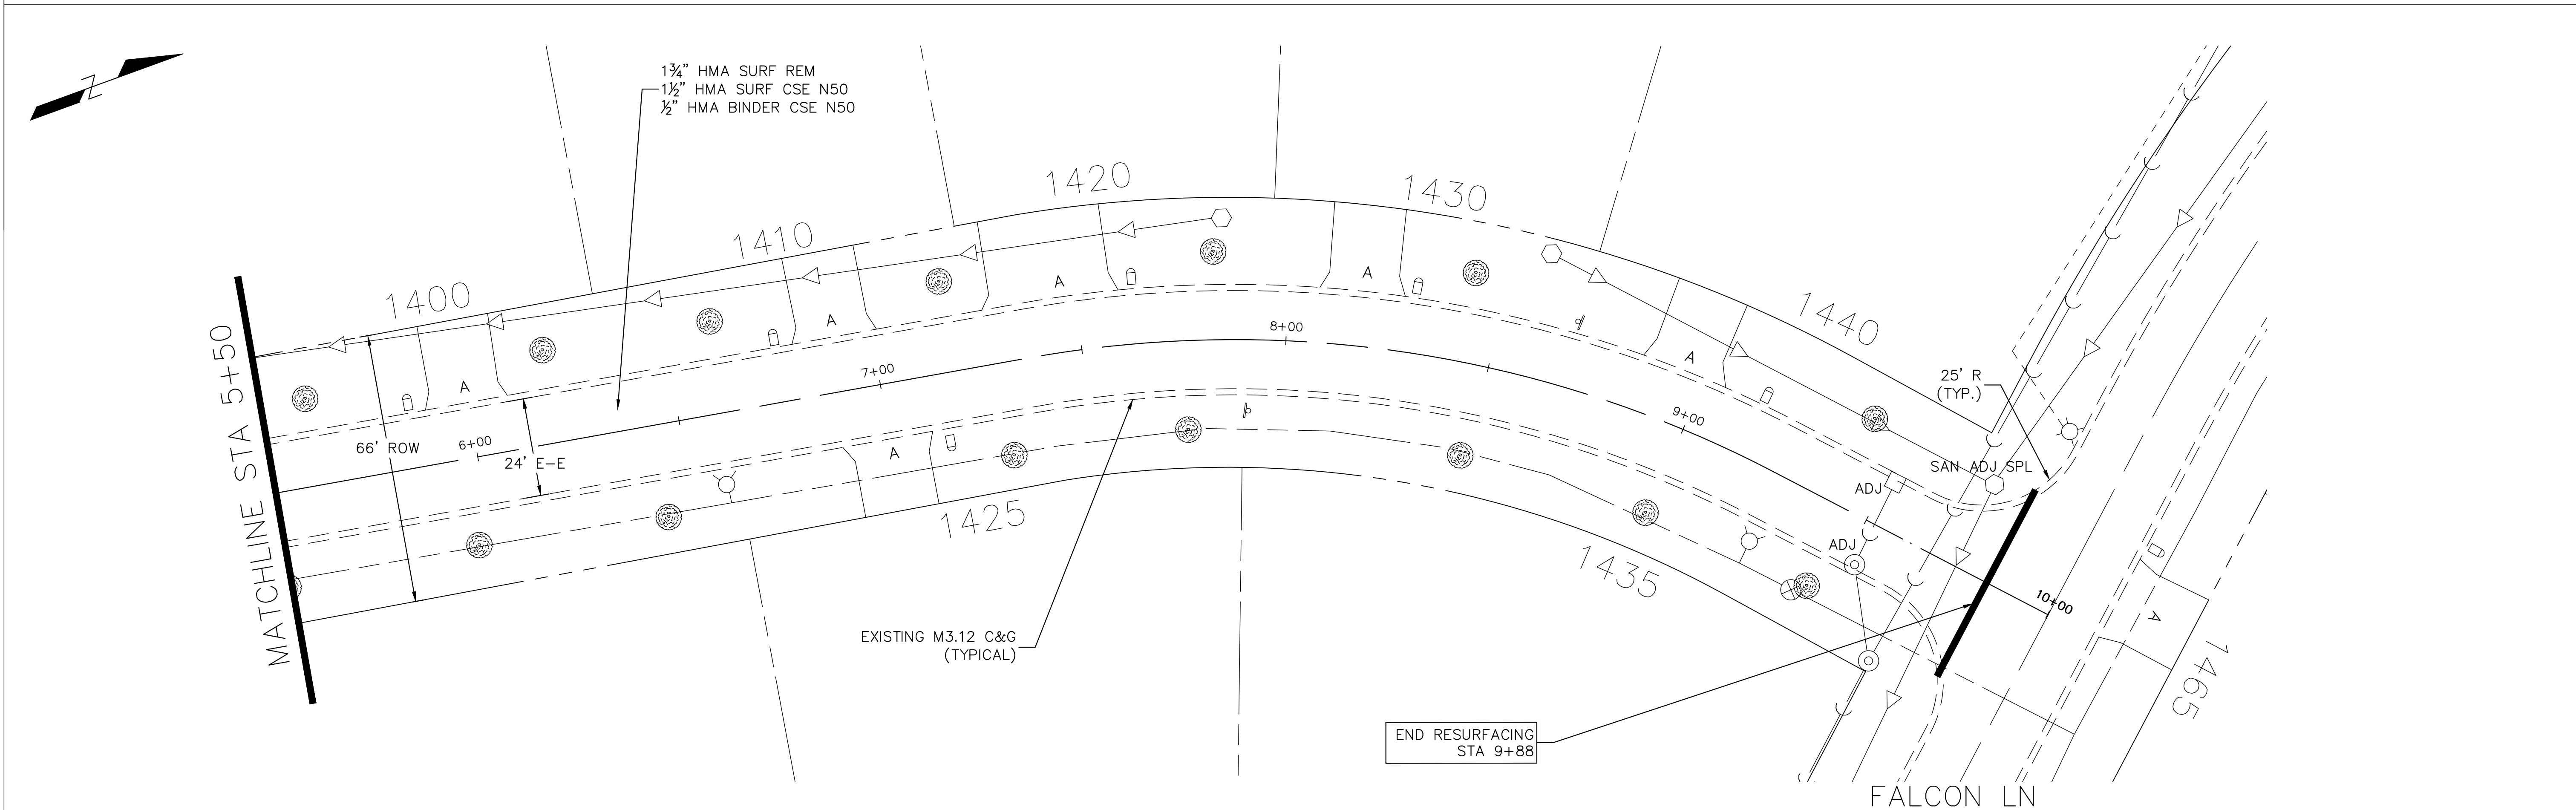 Z
1¾" HMA SURF REM
1½" HMA SURF CSE N50
½" HMA BINDER CSE N50
1400
1410
1420
1430
1440
A
A
A
A
A
MATCHLINE STA 5+50
66' ROW
6+00
24' E-E
7+00
8+00
9+00
10+00
25' R
(TYP.)
SAN ADJ SPL
ADJ
ADJ
A
1425
1435
A
1465
EXISTING M3.12 C&G
(TYPICAL)
END RESURFACING
STA 9+88
FALCON LN